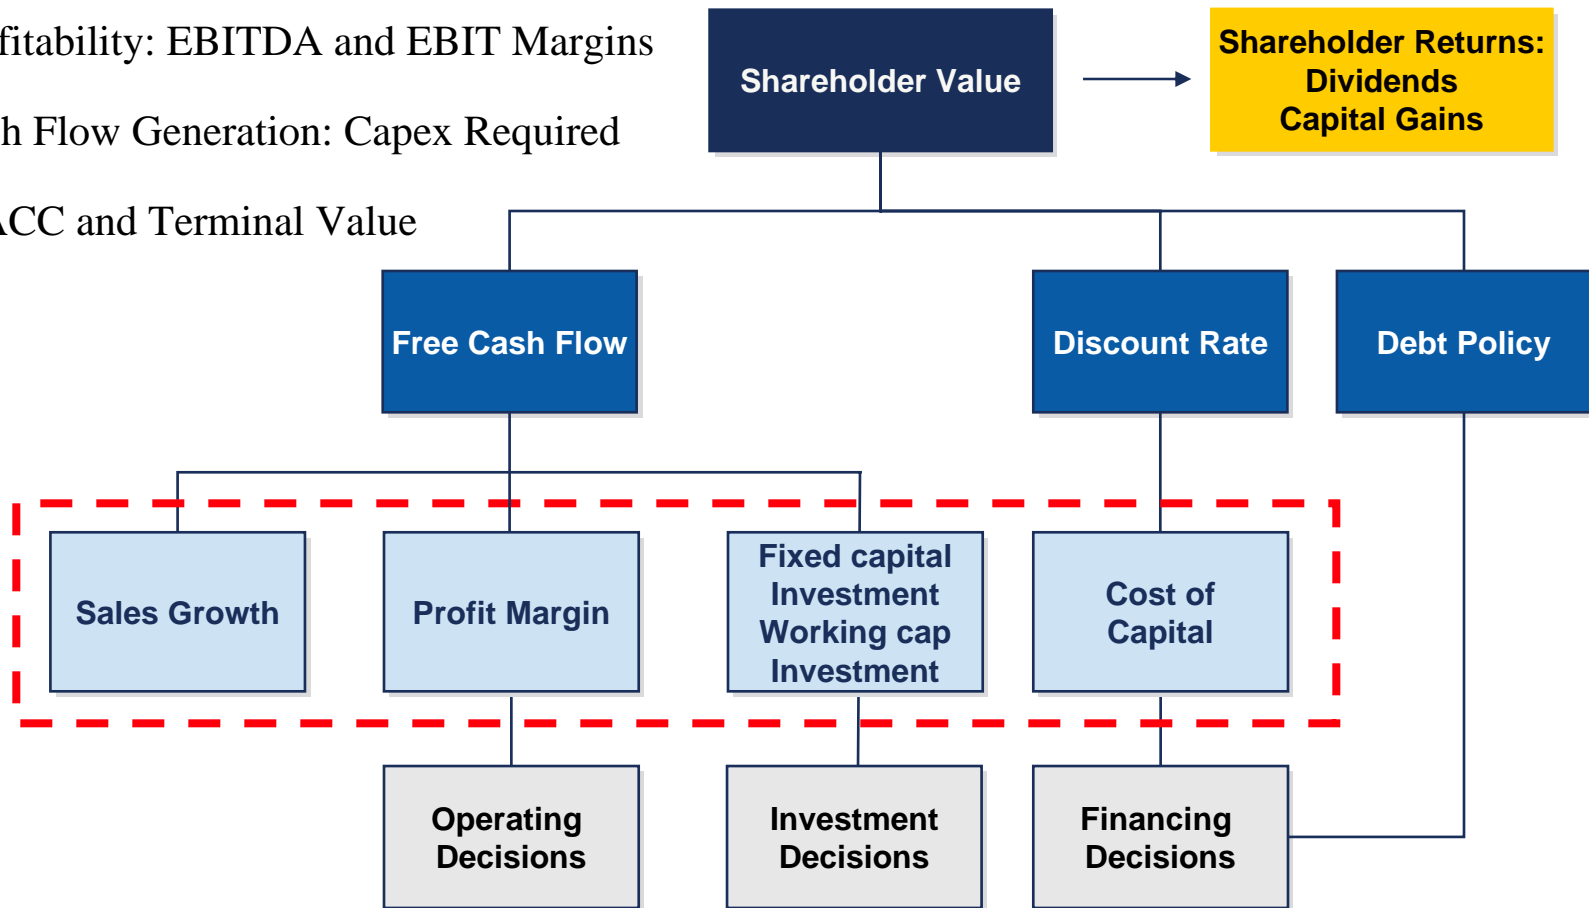 fitability: EBITDA and EBIT Margins
h Flow Generation: Capex Required
ACC and Terminal Value
Shareholder Value
Shareholder Returns:
Dividends
Capital Gains
Free Cash Flow
Discount Rate
Debt Policy
Sales Growth
Profit Margin
Fixed capital
Investment
Working cap
Investment
Cost of
Capital
Operating
Decisions
Investment
Decisions
Financing
Decisions